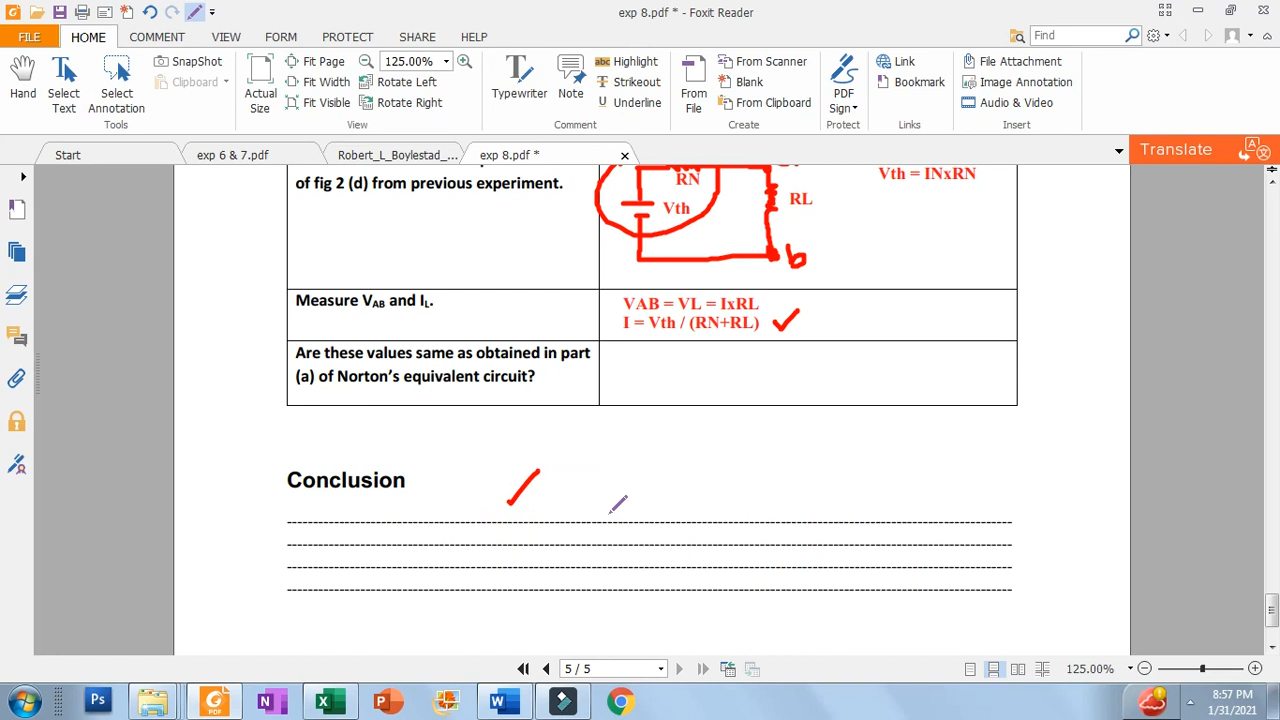 exp 8.pdf * - Foxit Reader
FILE
HOME
COMMENT
VIEW
FORM
PROTECT
SHARE
HELP
Find
Hand
Select Text
Select Annotation
SnapShot
Clipboard
Tools
Actual Size
Fit Page
Fit Width
Fit Visible
125.00%
Rotate Left
Rotate Right
View
Typewriter
Note
Highlight
Strikeout
Underline
Comment
From File
From Scanner
Blank
From Clipboard
Create
PDF Sign
Protect
Link
Bookmark
Links
File Attachment
Image Annotation
Audio & Video
Insert
Start
exp 6 & 7.pdf
Robert_L_Boylestad_...
exp 8.pdf *
Translate
of fig 2 (d) from previous experiment.
RN
Vth
RL
b
Vth = INxRN
Measure VAB and IL.
VAB = VL = IxRL
I = Vth / (RN+RL)
Are these values same as obtained in part
(a) of Norton’s equivalent circuit?
Conclusion
5 / 5
125.00%
8:57 PM
1/31/2021